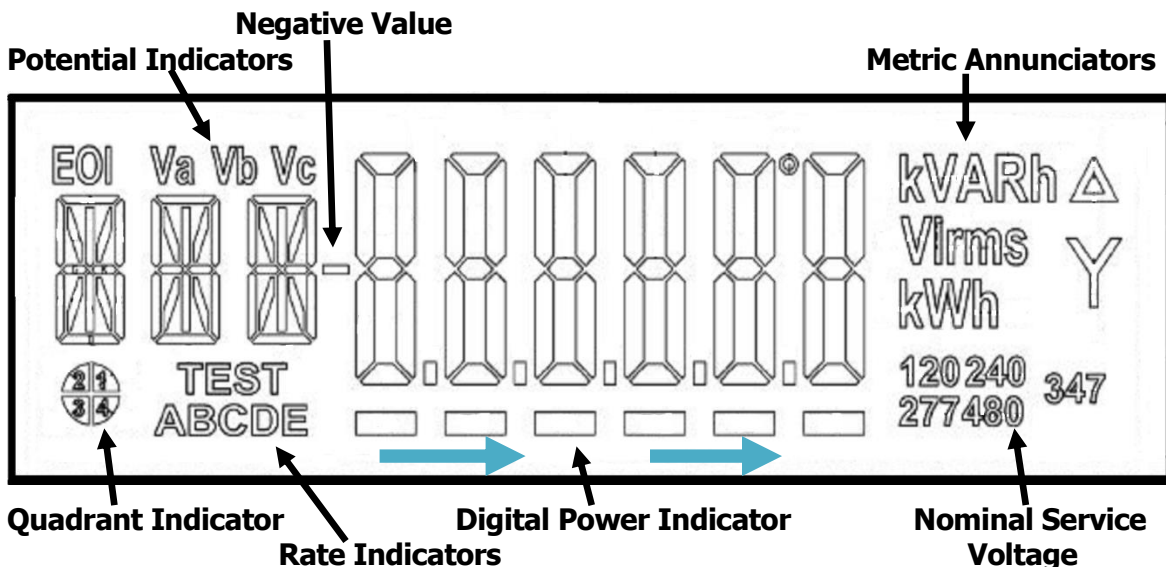 Negative Value
Potential Indicators
Metric Annunciators
EOI Va Vb Vc
kVARh Δ
VIrms Y
kWh
2 1
3 4
TEST
ABCDE
120 240
277 480
347
Quadrant Indicator
Digital Power Indicator
Nominal Service
Voltage
Rate Indicators